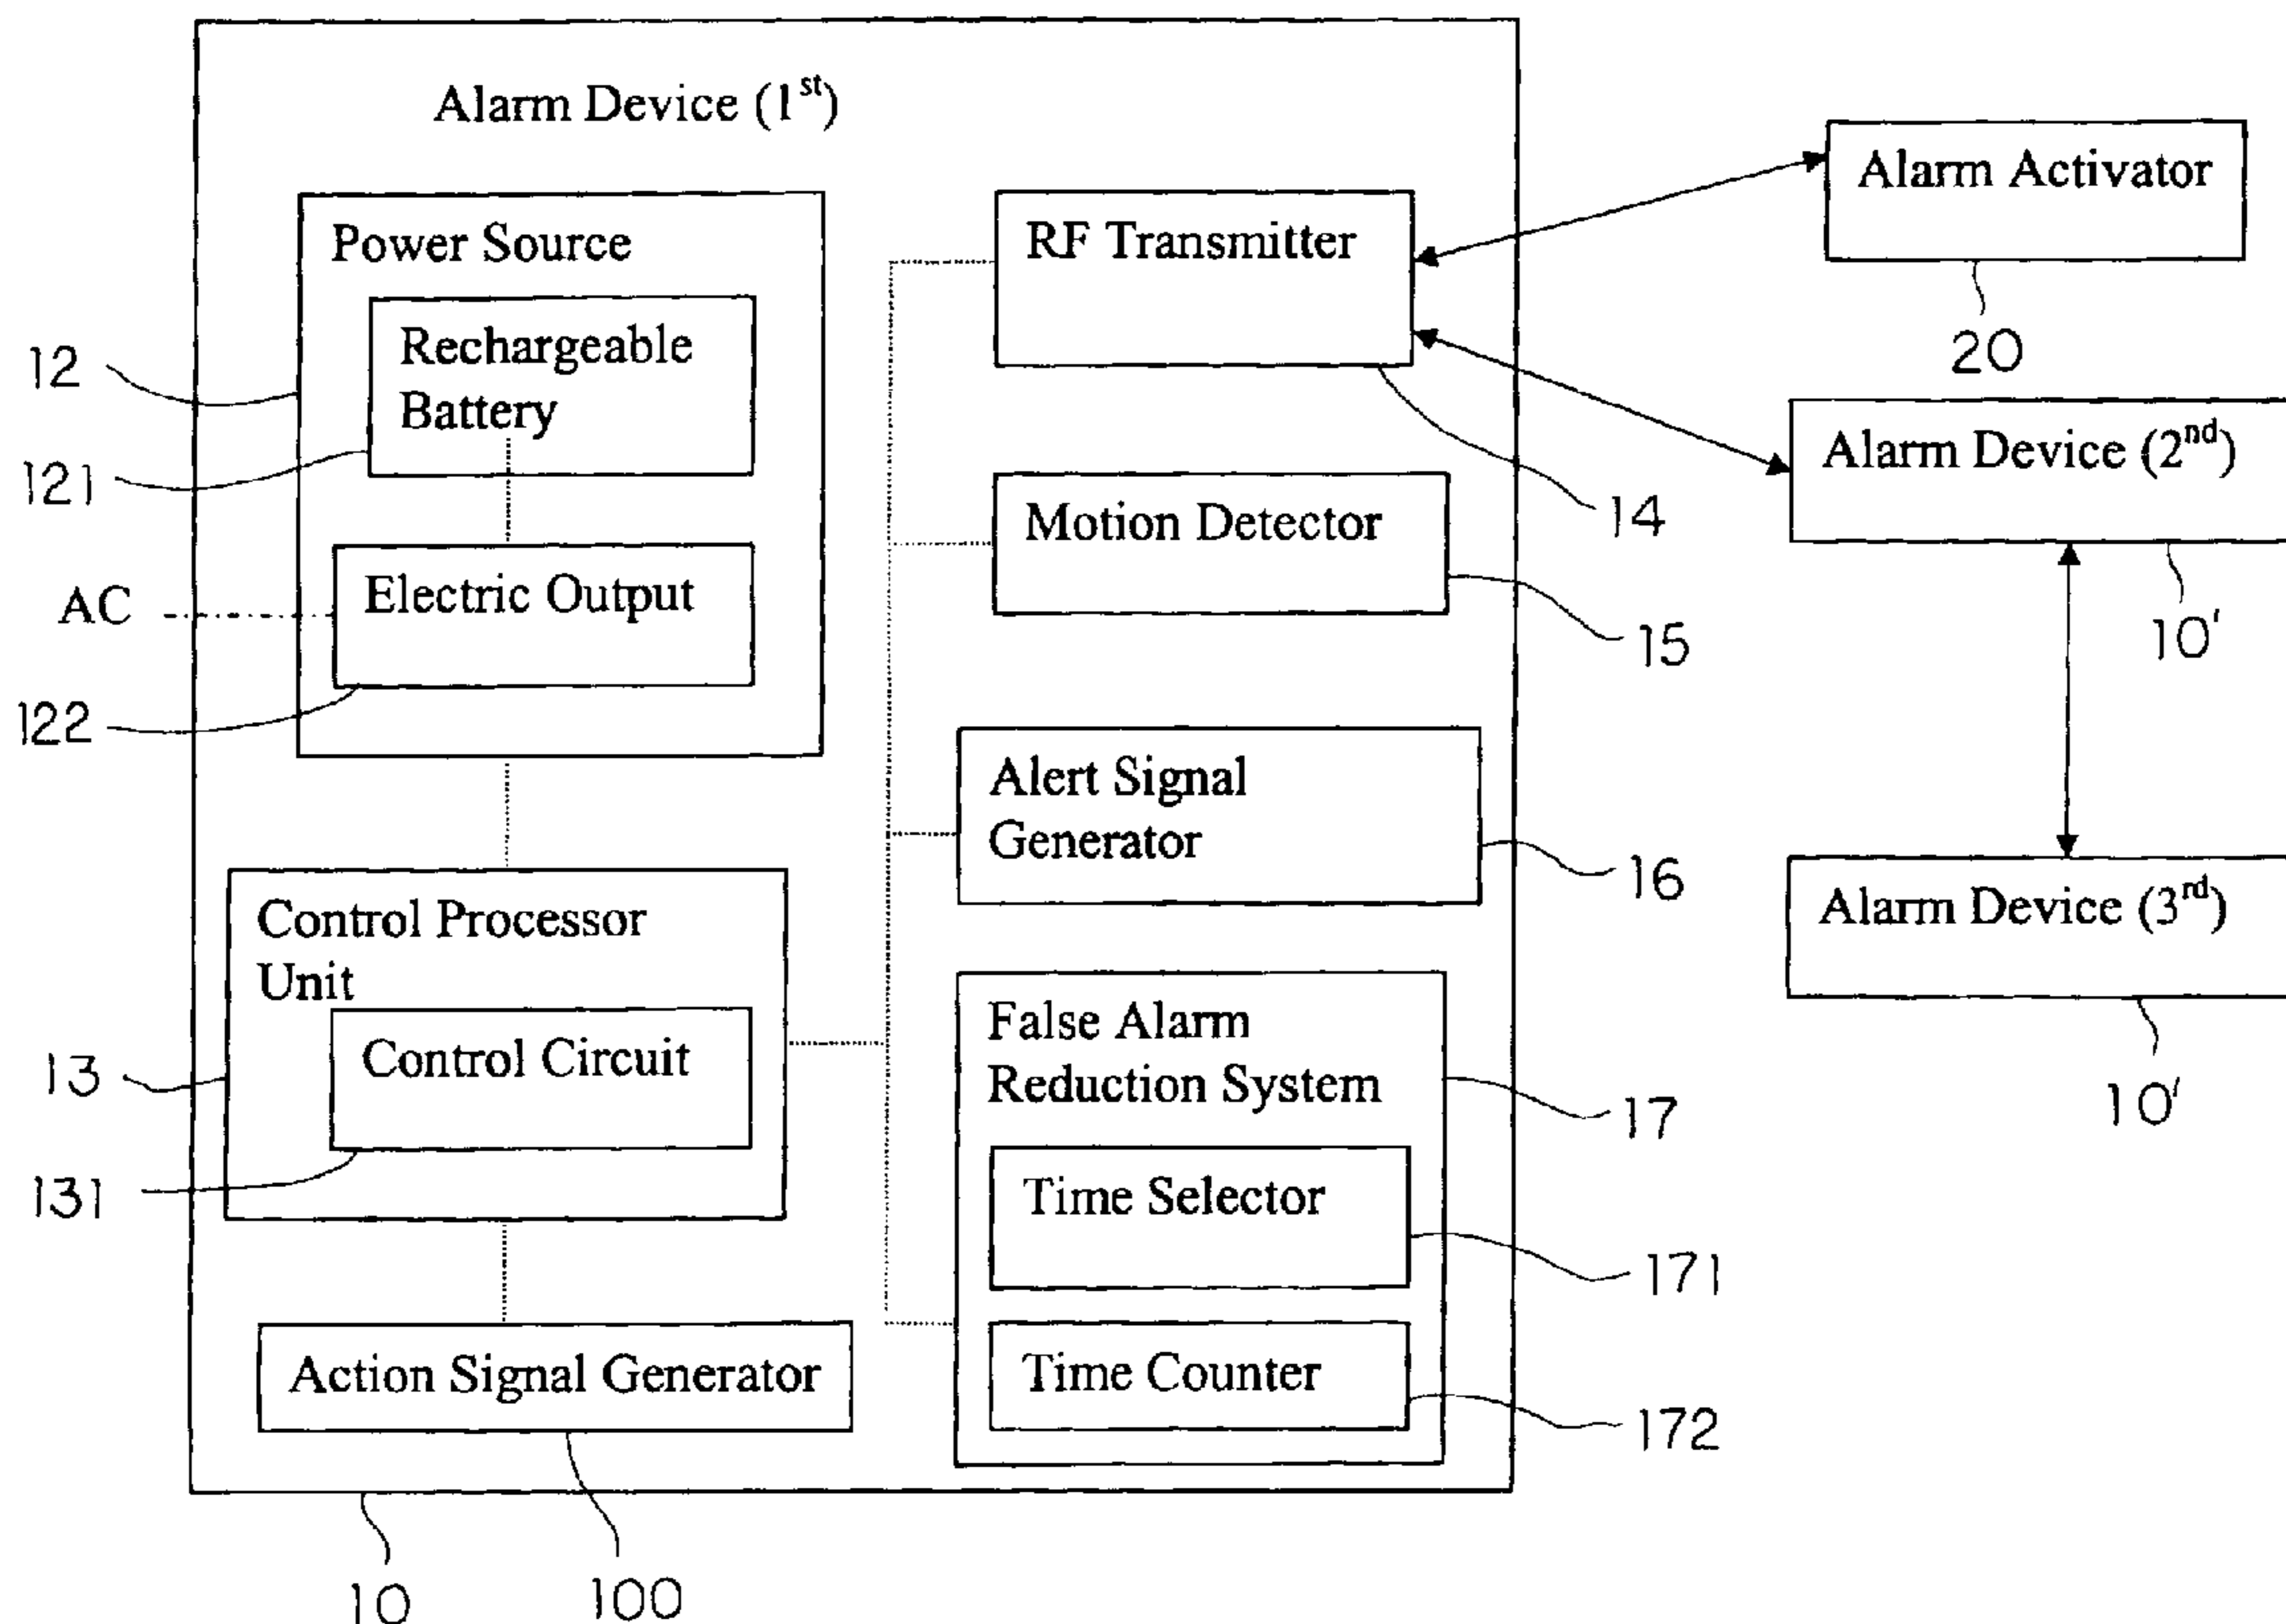 Alarm Device (1st)
Power Source
Rechargeable
Battery
Electric Output
AC
12
121
122
Control Processor
Unit
Control Circuit
13
131
Action Signal Generator
10
100
RF Transmitter
14
Motion Detector
15
Alert Signal
Generator
16
False Alarm
Reduction System
17
Time Selector
171
Time Counter
172
Alarm Activator
20
Alarm Device (2nd)
10'
Alarm Device (3rd)
10'